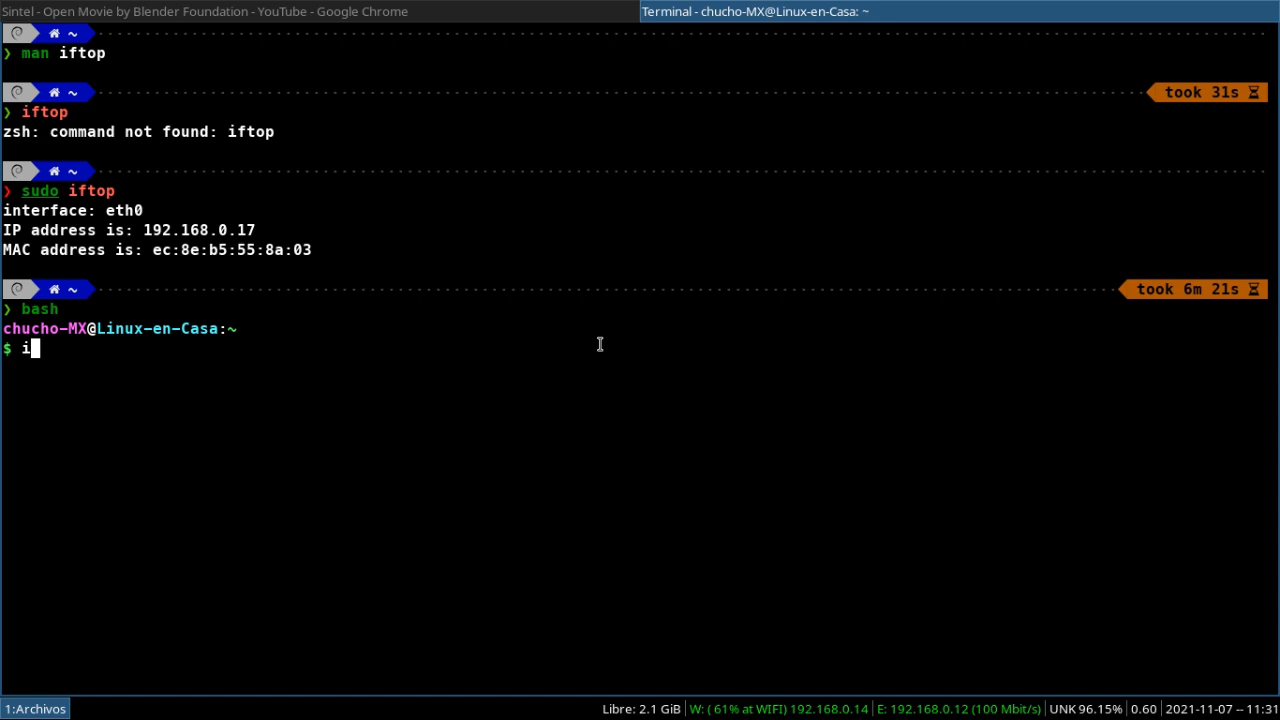 Sintel - Open Movie by Blender Foundation - YouTube - Google Chrome
Terminal - chucho-MX@Linux-en-Casa: ~
~
❯ man iftop
~
took 31s
❯ iftop
zsh: command not found: iftop
~
❯ sudo iftop
interface: eth0
IP address is: 192.168.0.17
MAC address is: ec:8e:b5:55:8a:03
~
took 6m 21s
❯ bash
chucho-MX@Linux-en-Casa:~
$ i
1:Archivos
Libre: 2.1 GiB
W: ( 61% at WIFI) 192.168.0.14
E: 192.168.0.12 (100 Mbit/s)
UNK 96.15%
0.60
2021-11-07 -- 11:31